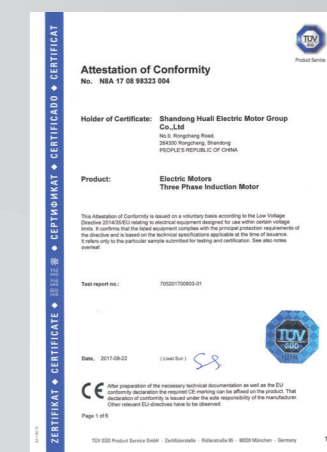 TÜV
SÜD
Product Service
Attestation of Conformity
No. N8A 17 08 98323 004
Holder of Certificate: Shandong Huali Electric Motor Group
Co.,Ltd
No.9, Rongchang Road,
264300 Rongcheng, Shandong
PEOPLE'S REPUBLIC OF CHINA
Product: Electric Motors
Three Phase Induction Motor
This Attestation of Conformity is issued on a voluntary basis according to the Low Voltage
Directive 2014/35/EU relating to electrical equipment designed for use within certain voltage
limits. It confirms that the listed equipment complies with the principal protection requirements of
the directive and is based on the technical specifications applicable at the time of issuance.
It refers only to the particular sample submitted for testing and certification. See also notes
overleaf.
Test report no.: 705201700903-01
Date, 2017-08-22 ( Liwei Sun )
TÜV
SÜD
CE After preparation of the necessary technical documentation as well as the EU
conformity declaration the required CE marking can be affixed on the product. That
declaration of conformity is issued under the sole responsibility of the manufacturer.
Other relevant EU-directives have to be observed.
Page 1 of 6
TÜV SÜD Product Service GmbH · Zertifizierstelle · Ridlerstraße 65 · 80339 München · Germany
ZERTIFIKAT ◆ CERTIFICATE ◆ 認證證書 ◆ СЕРТИФИКАТ ◆ CERTIFICADO ◆ CERTIFICAT